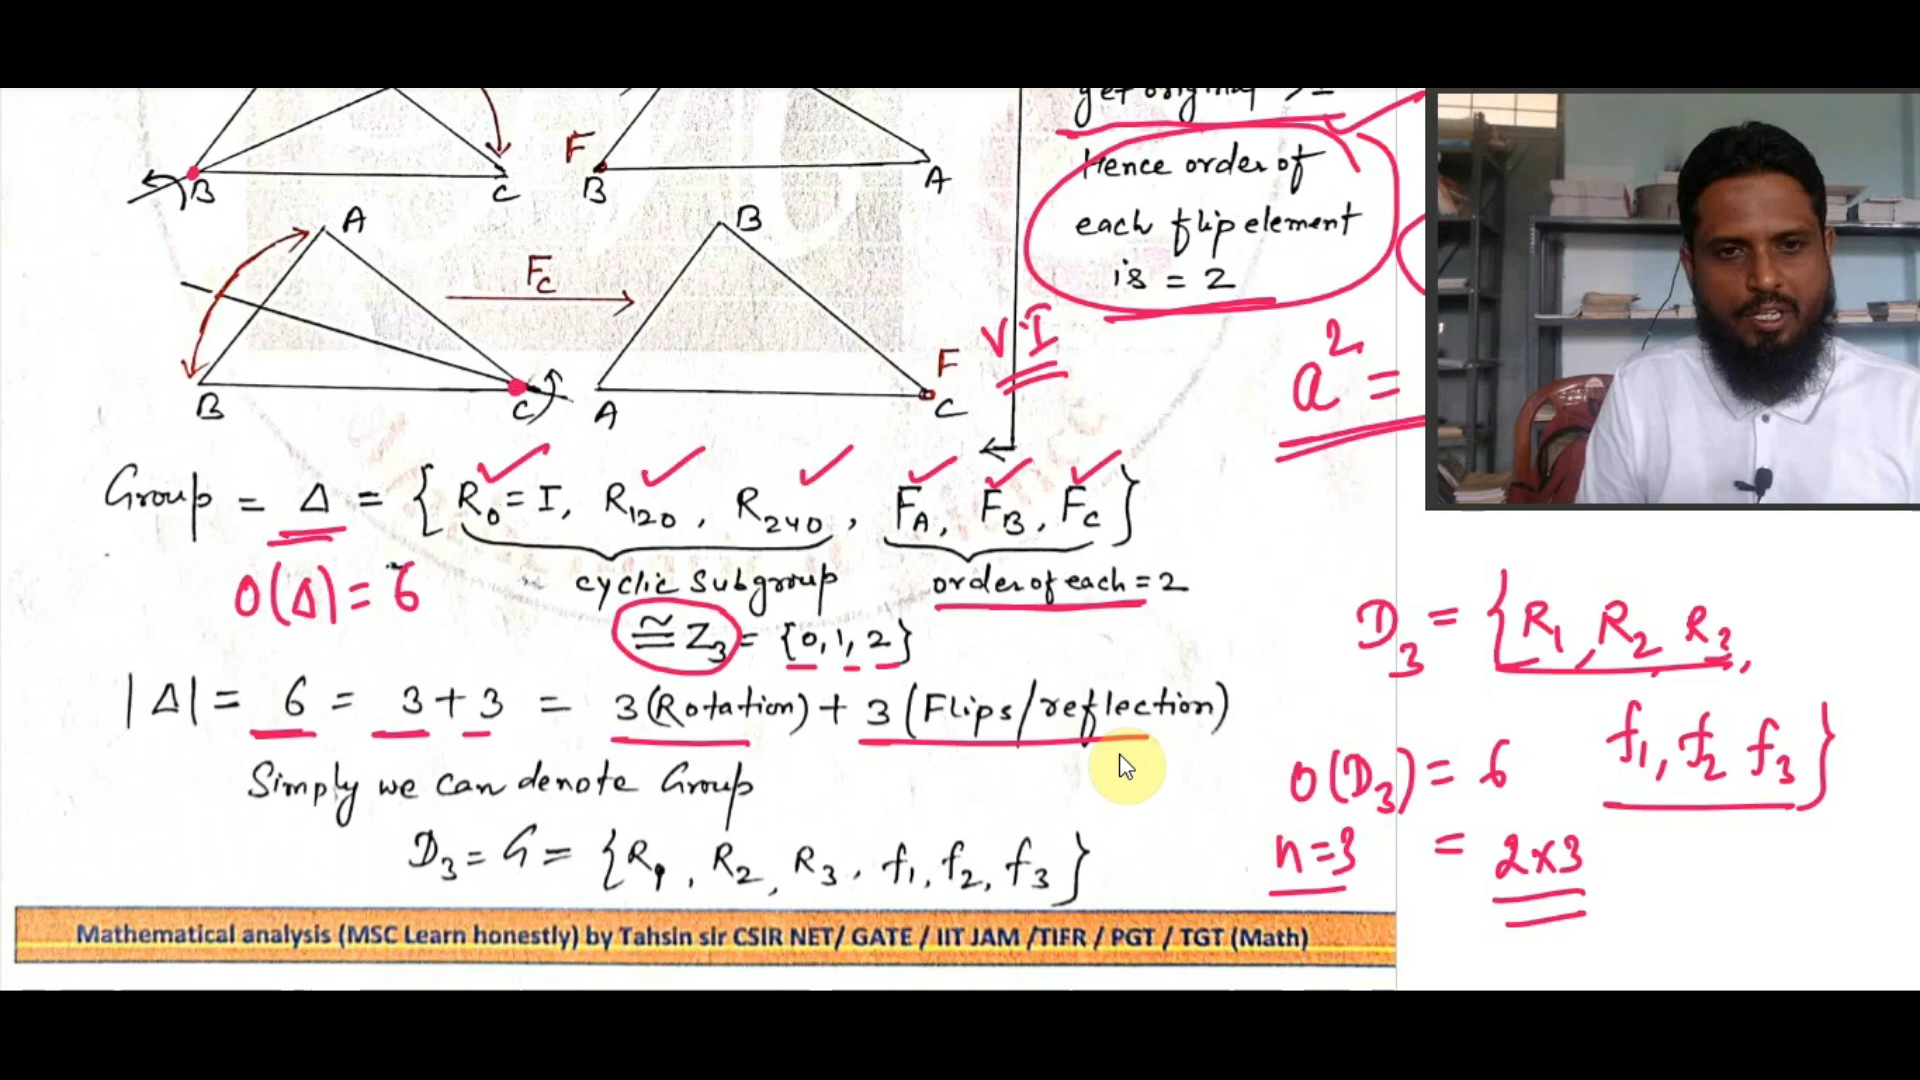 get original
Hence order of
each flip element
is = 2
B C F B A
A B
F_C
F
B C A C
V.I
a² =
Group = Δ = { R₀ = I, R₁₂₀, R₂₄₀, F_A, F_B, F_C }
O(Δ) = 6
cyclic subgroup
order of each = 2
≅ Z₃ = {0, 1, 2}
|Δ| = 6 = 3 + 3 = 3 (Rotation) + 3 (Flips/reflection)
Simply we can denote Group
D₃ = G = { R₁, R₂, R₃, f₁, f₂, f₃ }
D₃ = { R₁, R₂ R₃,
f₁, f₂ f₃ }
O(D₃) = 6
n = 3 = 2x3
Mathematical analysis (MSC Learn honestly) by Tahsin sir CSIR NET/ GATE / IIT JAM /TIFR / PGT / TGT (Math)